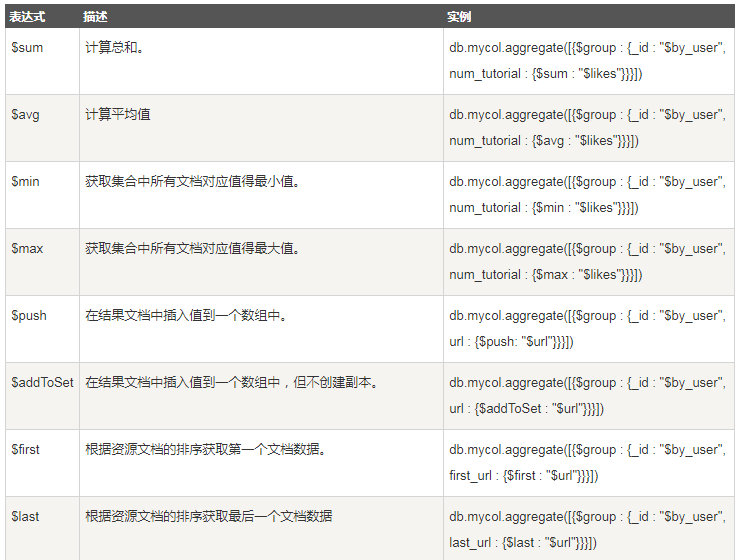 表达式 描述 实例
$sum 计算总和。 db.mycol.aggregate([{$group : {_id : "$by_user",
num_tutorial : {$sum : "$likes"}}}])
$avg 计算平均值 db.mycol.aggregate([{$group : {_id : "$by_user",
num_tutorial : {$avg : "$likes"}}}])
$min 获取集合中所有文档对应值得最小值。 db.mycol.aggregate([{$group : {_id : "$by_user",
num_tutorial : {$min : "$likes"}}}])
$max 获取集合中所有文档对应值得最大值。 db.mycol.aggregate([{$group : {_id : "$by_user",
num_tutorial : {$max : "$likes"}}}])
$push 在结果文档中插入值到一个数组中。 db.mycol.aggregate([{$group : {_id : "$by_user",
url : {$push: "$url"}}}])
$addToSet 在结果文档中插入值到一个数组中，但不创建副本。 db.mycol.aggregate([{$group : {_id : "$by_user",
url : {$addToSet : "$url"}}}])
$first 根据资源文档的排序获取第一个文档数据。 db.mycol.aggregate([{$group : {_id : "$by_user",
first_url : {$first : "$url"}}}])
$last 根据资源文档的排序获取最后一个文档数据 db.mycol.aggregate([{$group : {_id : "$by_user",
last_url : {$last : "$url"}}}])